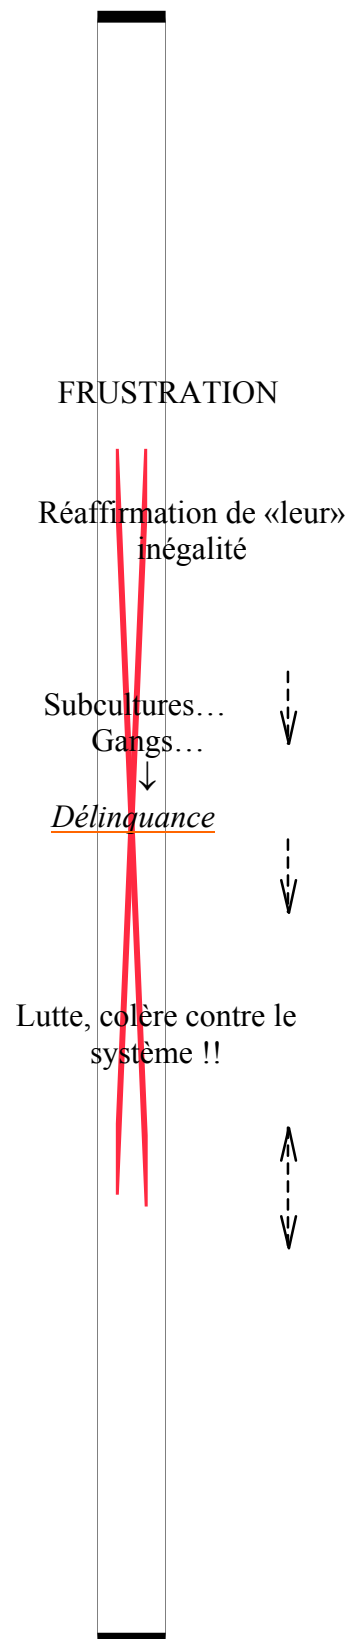 FRUSTRATION
Réaffirmation de «leur»
inégalité
Subcultures…
Gangs…
↓
Délinquance
Lutte, colère contre le
système !!